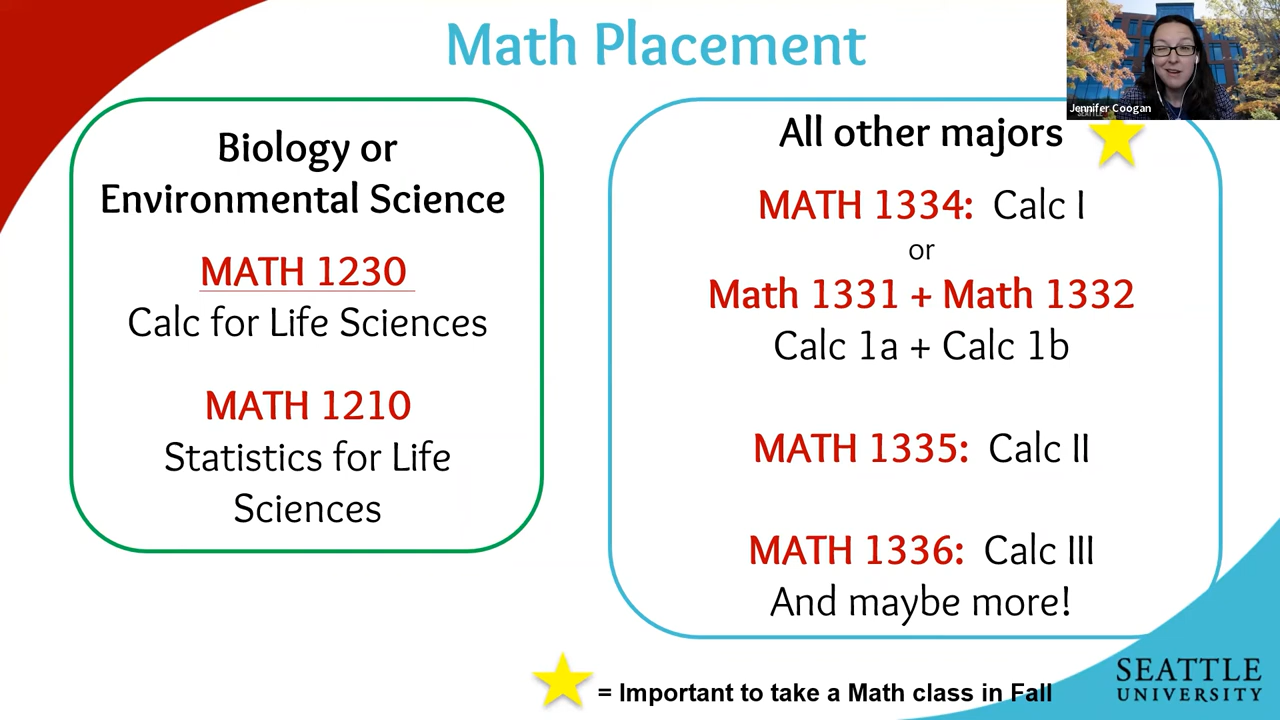 Math Placement
Jennifer Coogan
Biology or
Environmental Science
MATH 1230
Calc for Life Sciences
MATH 1210
Statistics for Life
Sciences
All other majors
MATH 1334: Calc I
or
Math 1331 + Math 1332
Calc 1a + Calc 1b
MATH 1335: Calc II
MATH 1336: Calc III
And maybe more!
= Important to take a Math class in Fall
SEATTLE
UNIVERSITY